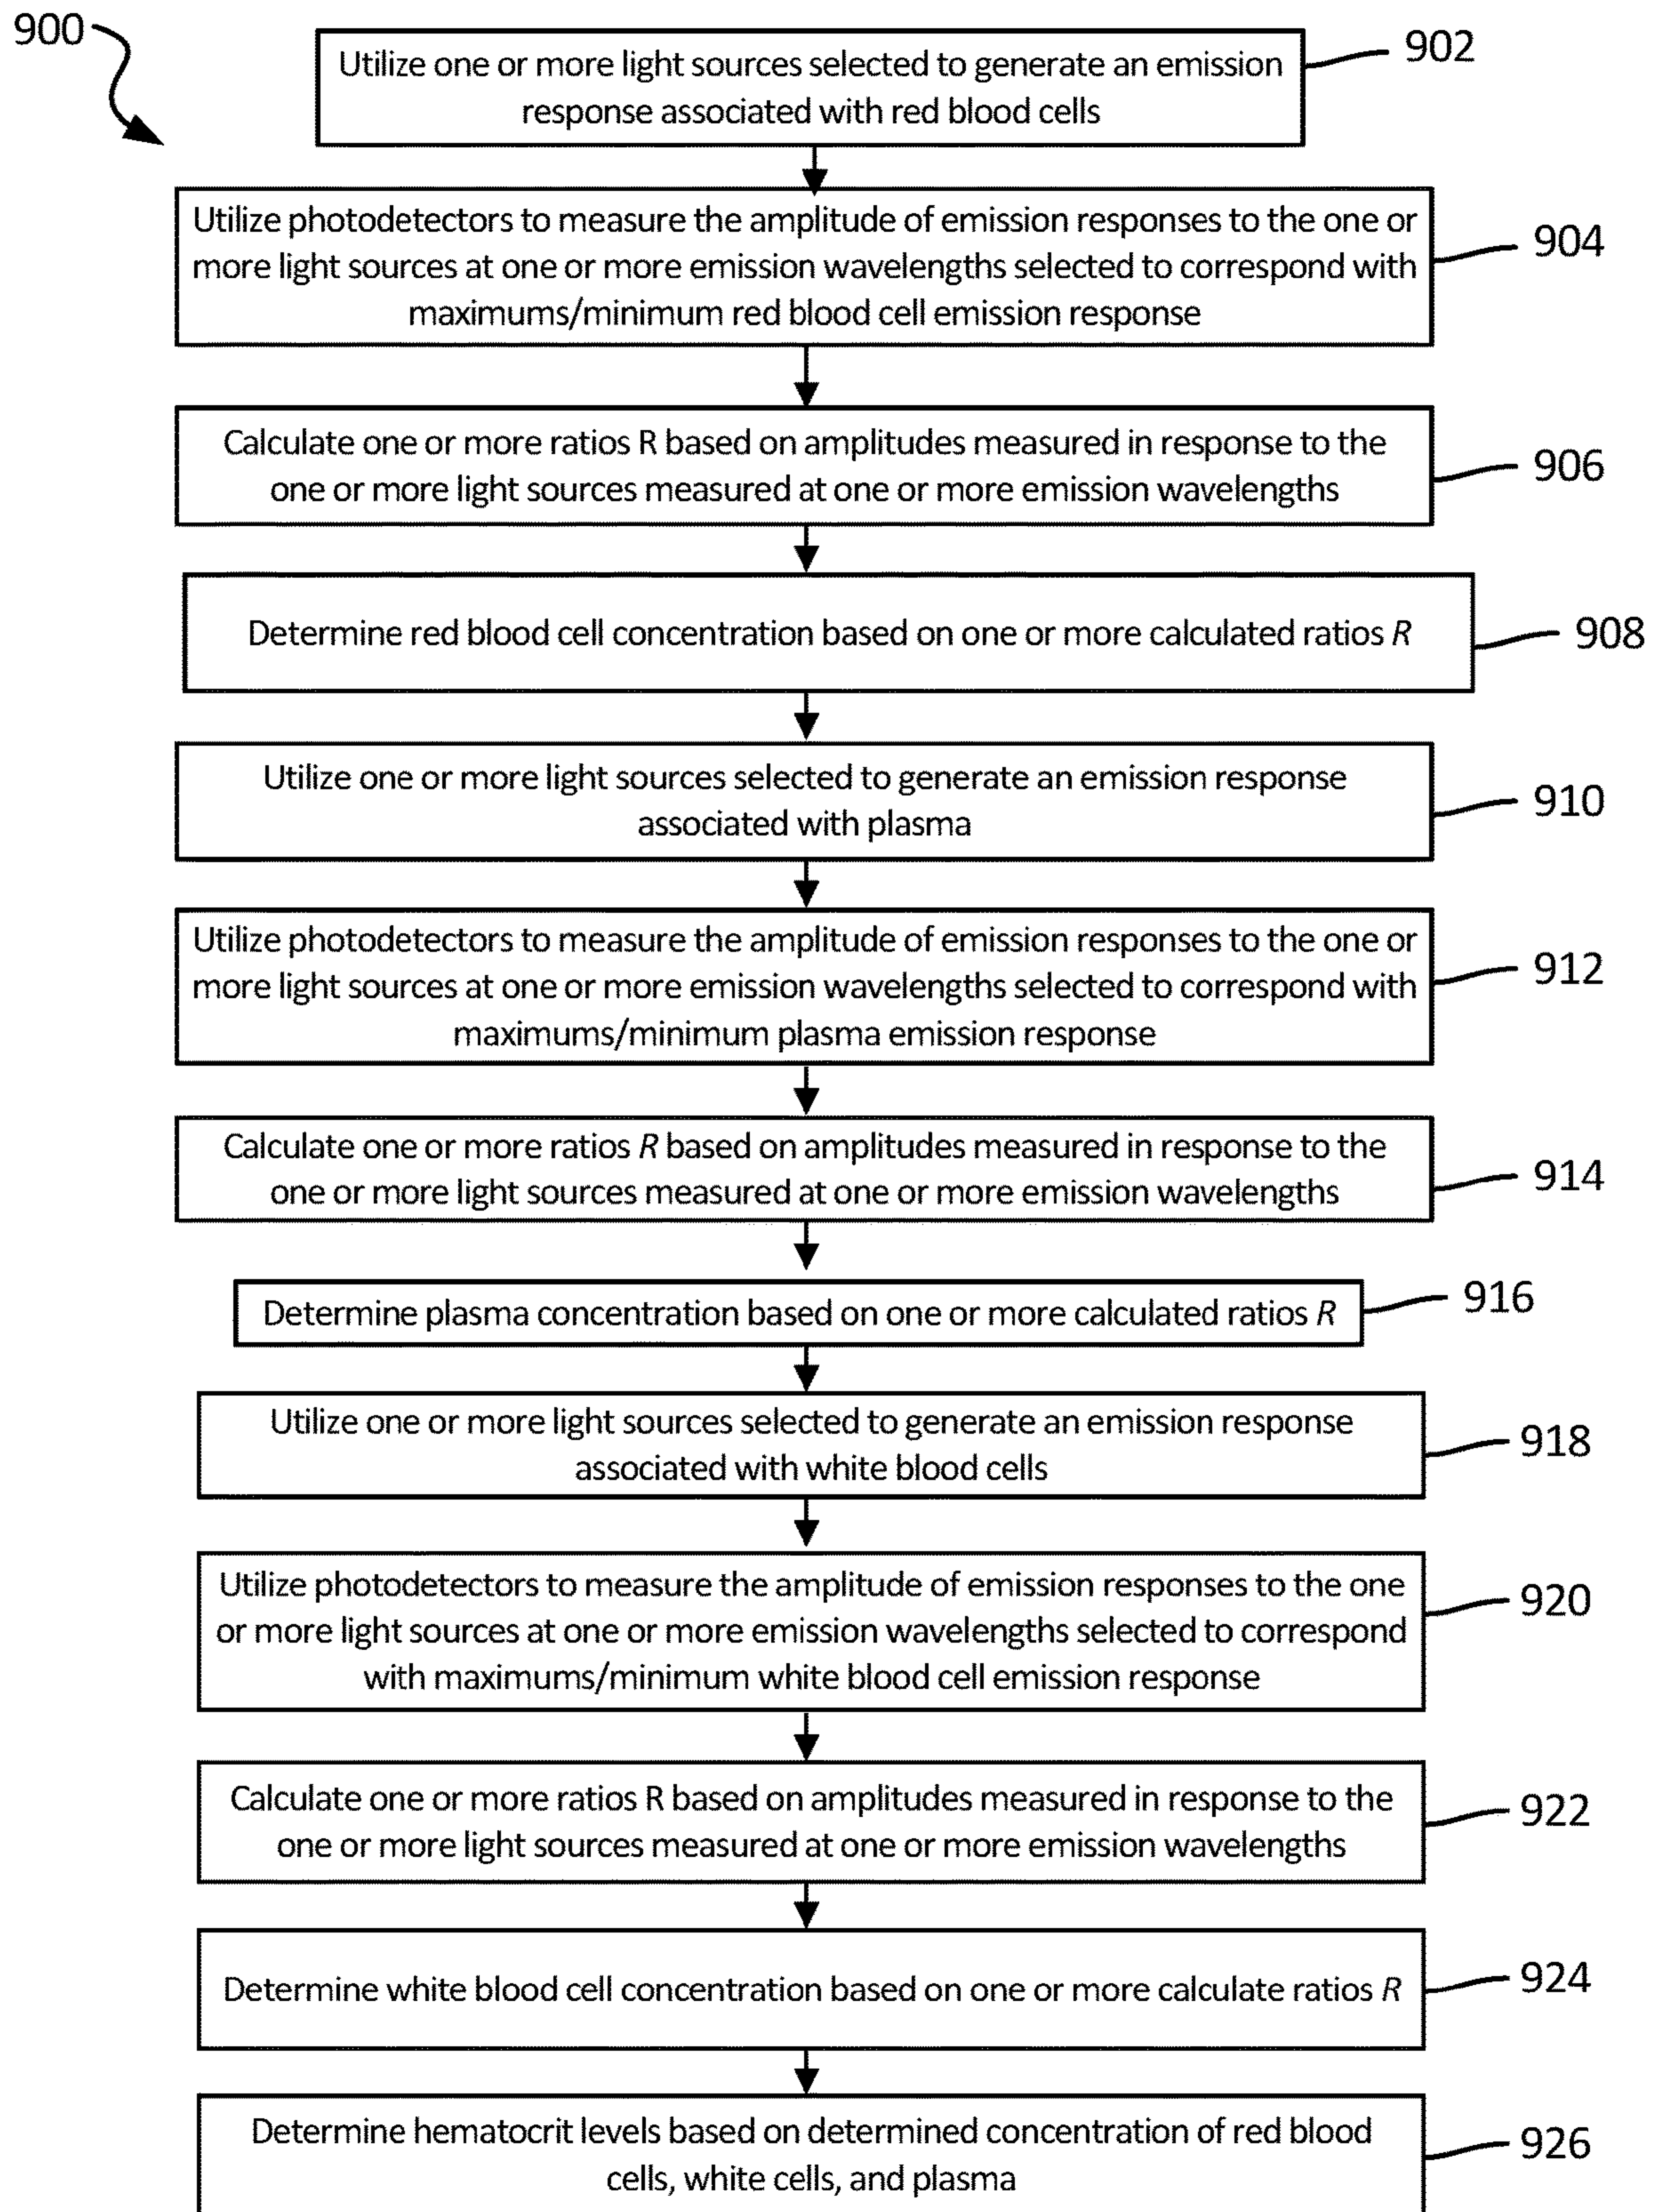 900
Utilize one or more light sources selected to generate an emission
response associated with red blood cells
902
Utilize photodetectors to measure the amplitude of emission responses to the one or
more light sources at one or more emission wavelengths selected to correspond with
maximums/minimum red blood cell emission response
904
Calculate one or more ratios R based on amplitudes measured in response to the
one or more light sources measured at one or more emission wavelengths
906
Determine red blood cell concentration based on one or more calculated ratios R
908
Utilize one or more light sources selected to generate an emission response
associated with plasma
910
Utilize photodetectors to measure the amplitude of emission responses to the one or
more light sources at one or more emission wavelengths selected to correspond with
maximums/minimum plasma emission response
912
Calculate one or more ratios R based on amplitudes measured in response to the
one or more light sources measured at one or more emission wavelengths
914
Determine plasma concentration based on one or more calculated ratios R
916
Utilize one or more light sources selected to generate an emission response
associated with white blood cells
918
Utilize photodetectors to measure the amplitude of emission responses to the one
or more light sources at one or more emission wavelengths selected to correspond
with maximums/minimum white blood cell emission response
920
Calculate one or more ratios R based on amplitudes measured in response to the
one or more light sources measured at one or more emission wavelengths
922
Determine white blood cell concentration based on one or more calculate ratios R
924
Determine hematocrit levels based on determined concentration of red blood
cells, white cells, and plasma
926